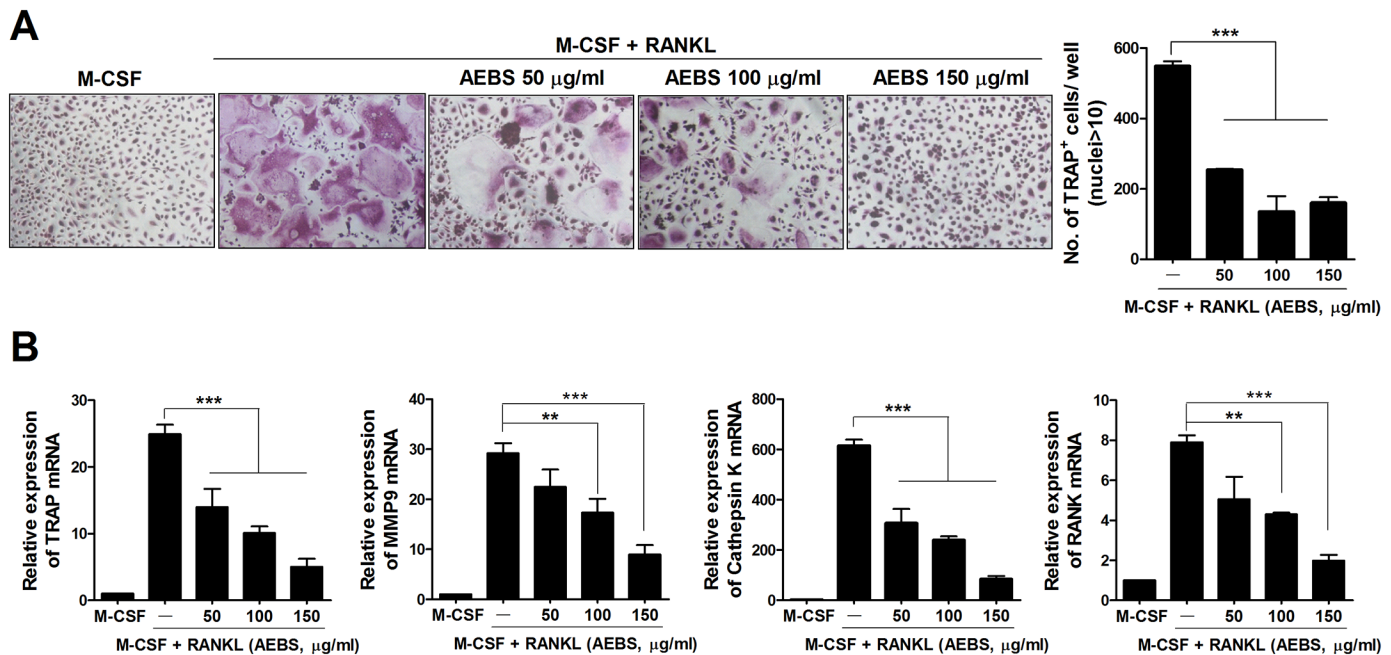 A
M-CSF + RANKL
M-CSF
AEBS 50 μg/ml
AEBS 100 μg/ml
AEBS 150 μg/ml
No. of TRAP+ cells/ well
(nuclei>10)
600
400
200
0
***
—
50
100
150
M-CSF + RANKL (AEBS, μg/ml)
B
Relative expression
of TRAP mRNA
30
20
10
0
***
M-CSF
—
50
100
150
M-CSF + RANKL (AEBS, μg/ml)
Relative expression
of MMP9 mRNA
40
30
20
10
0
***
**
M-CSF
—
50
100
150
M-CSF + RANKL (AEBS, μg/ml)
Relative expression
of Cathepsin K mRNA
800
600
400
200
0
***
M-CSF
—
50
100
150
M-CSF + RANKL (AEBS, μg/ml)
Relative expression
of RANK mRNA
10
8
6
4
2
0
***
**
M-CSF
—
50
100
150
M-CSF + RANKL (AEBS, μg/ml)